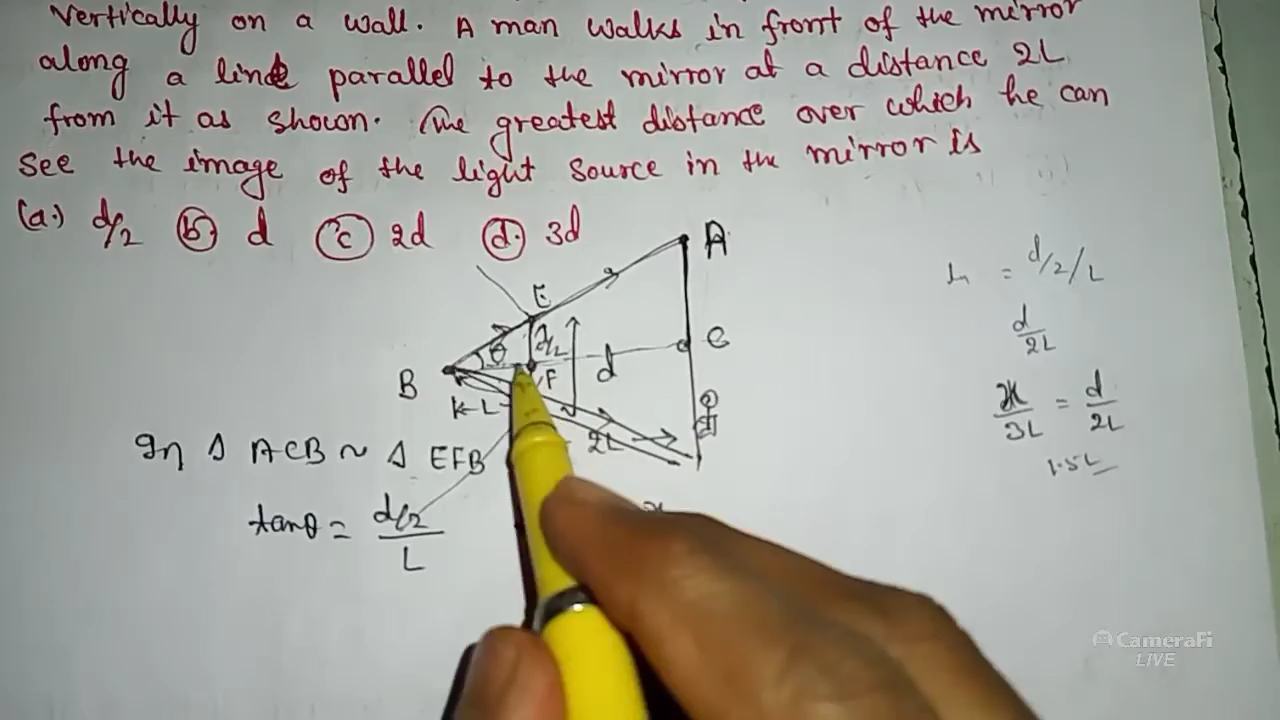 Vertically on a wall. A man walks in front of the mirror
along a line parallel to the mirror at a distance 2L
from it as shown. The greatest distance over which he can
see the image of the light source in the mirror is
(a.) d/2 (b.) d (c) 2d (d.) 3d
A
E
θ
d
C
B
F
K-L
2L
d/2/L
d/2L
x/3L = d/2L
1.5L
In Δ ACB ~ Δ EFB
tanθ = d/2 / L
CameraFi
LIVE